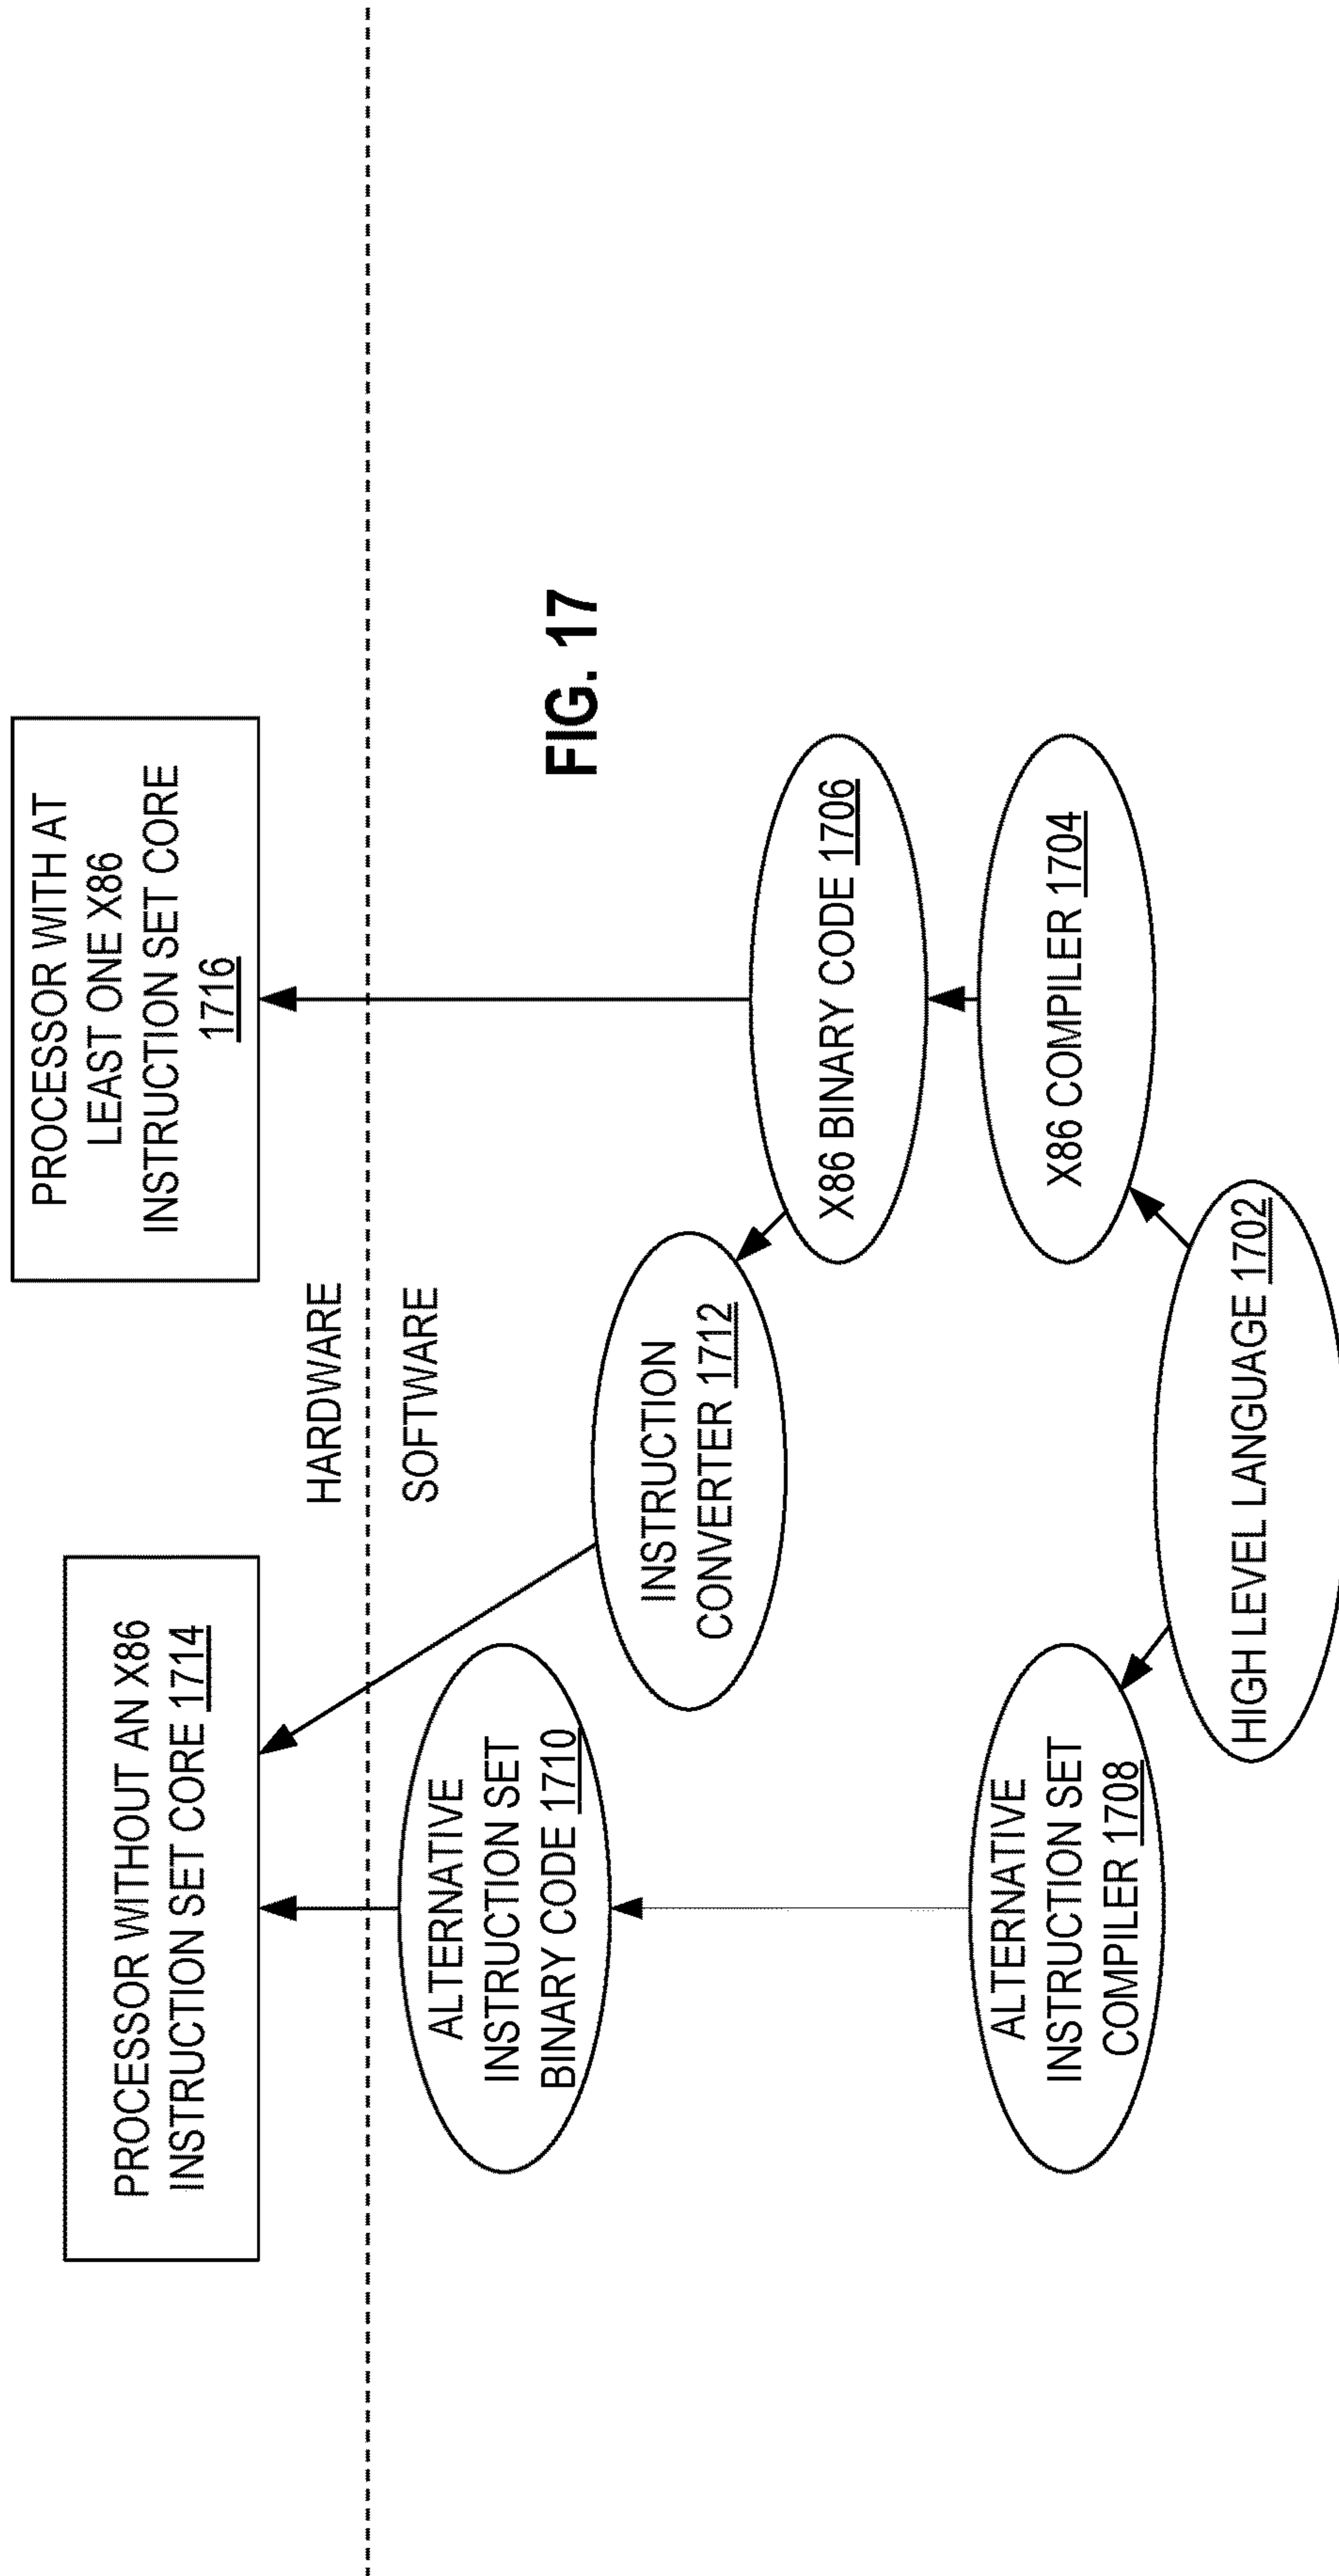 PROCESSOR WITHOUT AN X86
INSTRUCTION SET CORE 1714
PROCESSOR WITH AT
LEAST ONE X86
INSTRUCTION SET CORE
1716
HARDWARE
SOFTWARE
ALTERNATIVE
INSTRUCTION SET
BINARY CODE 1710
INSTRUCTION
CONVERTER 1712
FIG. 17
X86 BINARY CODE 1706
ALTERNATIVE
INSTRUCTION SET
COMPILER 1708
X86 COMPILER 1704
HIGH LEVEL LANGUAGE 1702